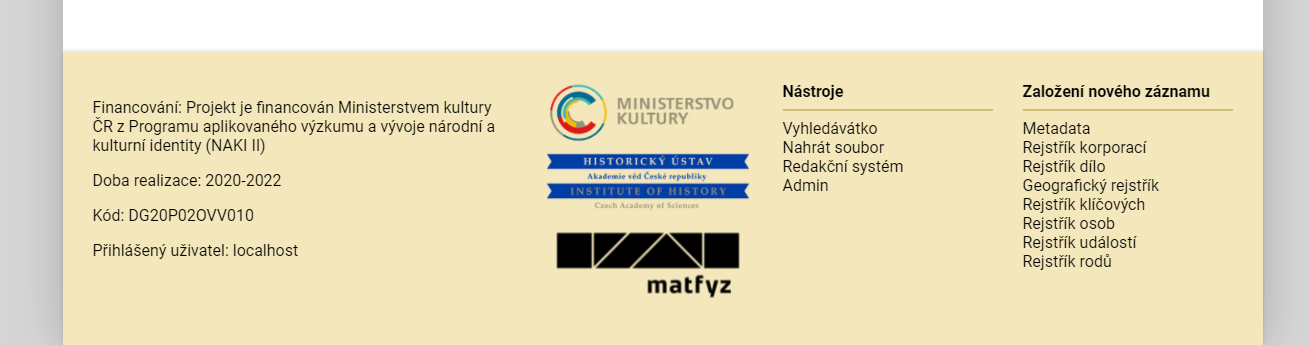 Financování: Projekt je financován Ministerstvem kultury
ČR z Programu aplikovaného výzkumu a vývoje národní a
kulturní identity (NAKI II)
Doba realizace: 2020-2022
Kód: DG20P02OVV010
Přihlášený uživatel: localhost
MINISTERSTVO
KULTURY
HISTORICKÝ ÚSTAV
Akademie věd České republiky
INSTITUTE OF HISTORY
Czech Academy of Sciences
matfyz
Nástroje
Vyhledávátko
Nahrát soubor
Redakční systém
Admin
Založení nového záznamu
Metadata
Rejstřík korporací
Rejstřík dílo
Geografický rejstřík
Rejstřík klíčových
Rejstřík osob
Rejstřík událostí
Rejstřík rodů